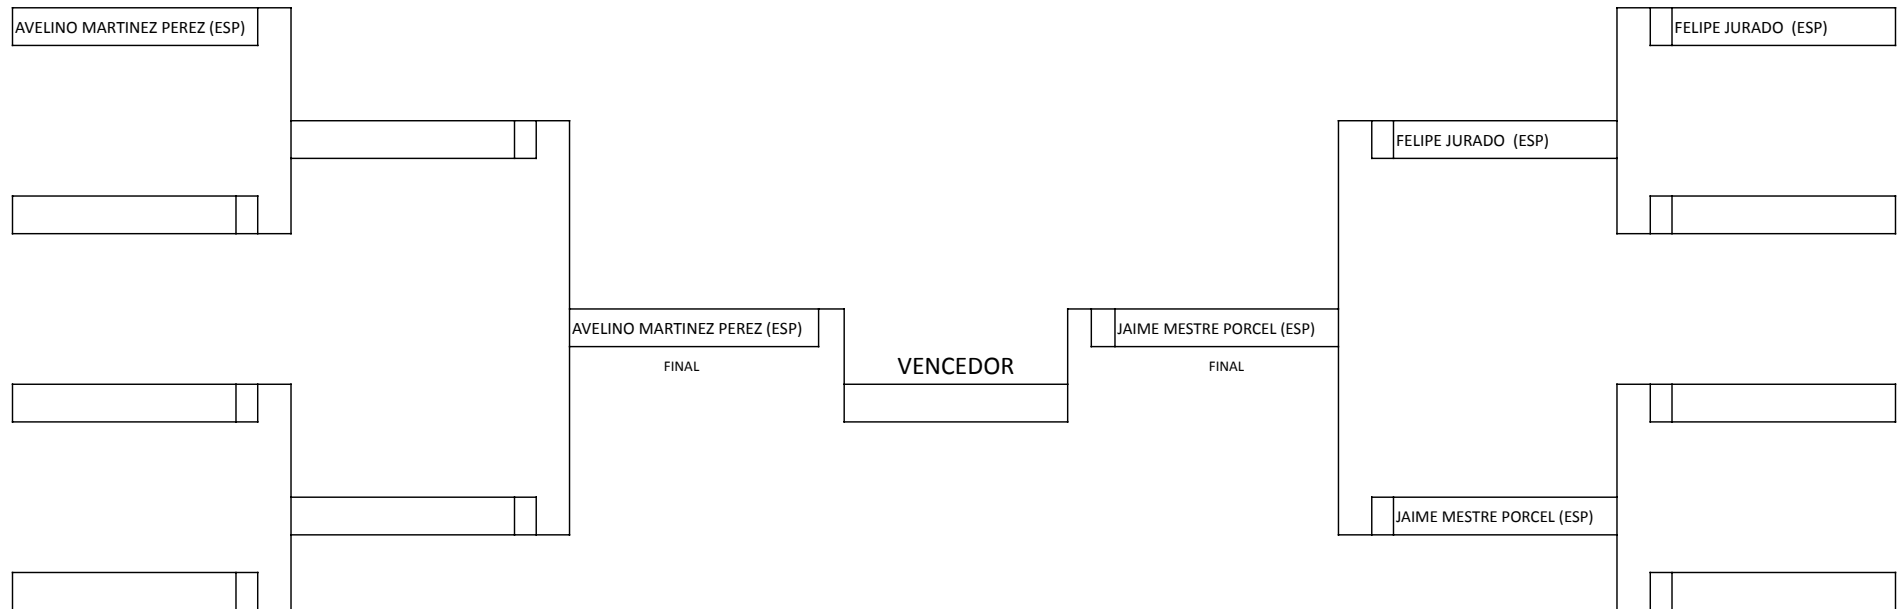 AVELINO MARTINEZ PEREZ (ESP)
FELIPE JURADO  (ESP)
FELIPE JURADO  (ESP)
AVELINO MARTINEZ PEREZ (ESP)
JAIME MESTRE PORCEL (ESP)
FINAL
VENCEDOR
FINAL
JAIME MESTRE PORCEL (ESP)